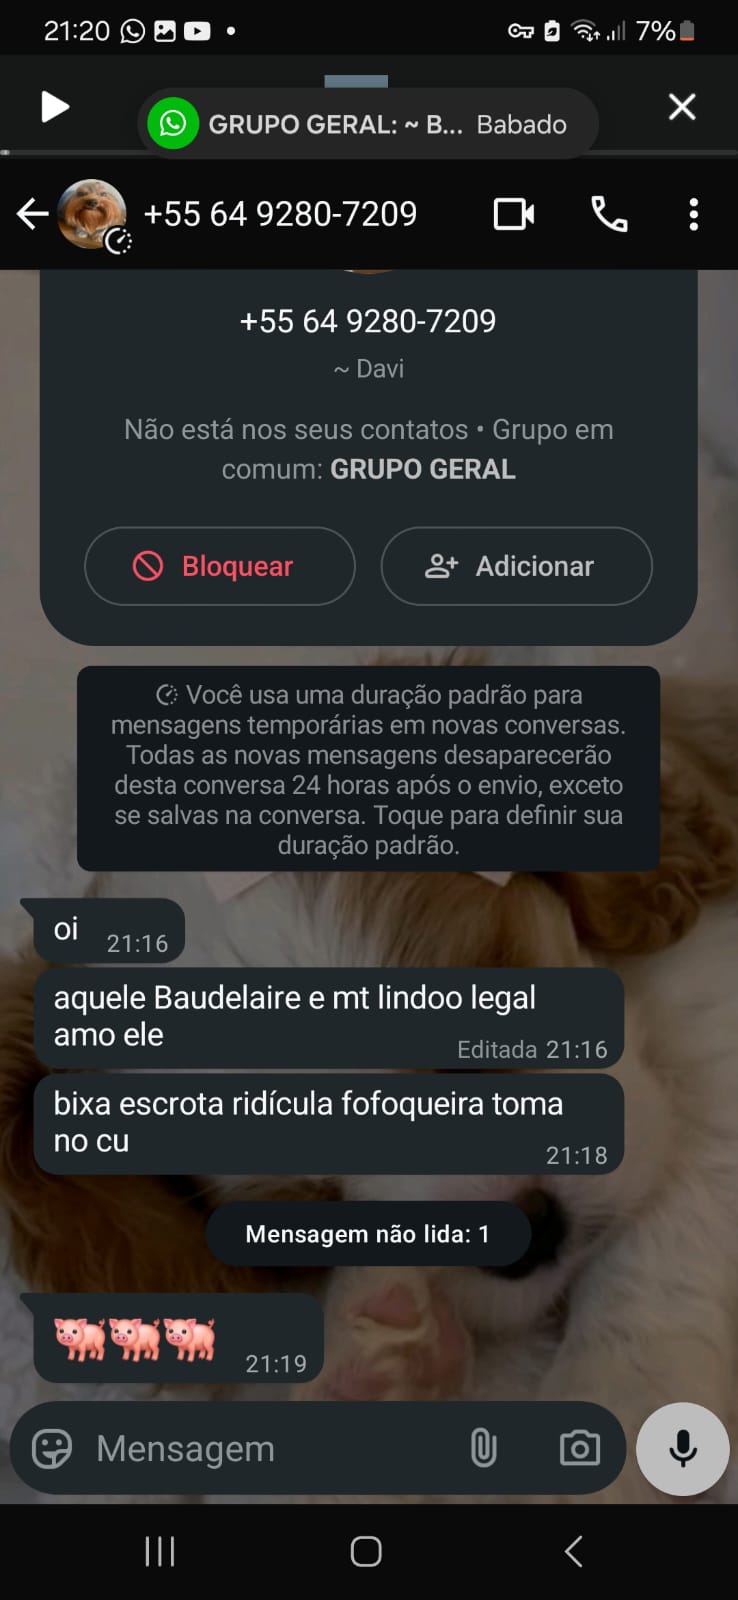 21:20
7%
GRUPO GERAL: ~ B... Babado
+55 64 9280-7209
+55 64 9280-7209
~ Davi
Não está nos seus contatos • Grupo em
comum: GRUPO GERAL
Bloquear
Adicionar
Você usa uma duração padrão para
mensagens temporárias em novas conversas.
Todas as novas mensagens desaparecerão
desta conversa 24 horas após o envio, exceto
se salvas na conversa. Toque para definir sua
duração padrão.
oi
21:16
aquele Baudelaire e mt lindoo legal
amo ele
Editada 21:16
bixa escrota ridícula fofoqueira toma
no cu
21:18
Mensagem não lida: 1
🐖🐖🐖
21:19
Mensagem